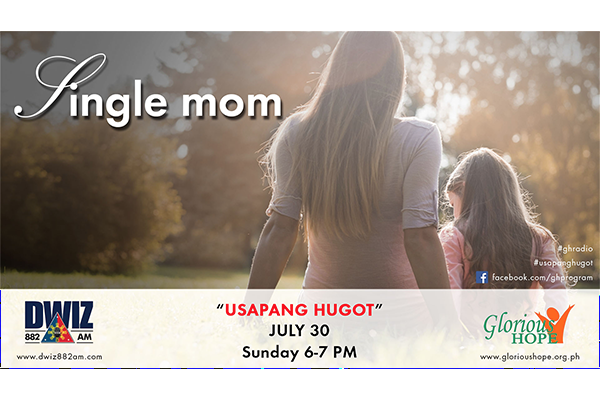 Single mom
#ghradio
#usapanghugot
facebook.com/ghprogram
DWIZ
882 AM
www.dwiz882am.com
"USAPANG HUGOT"
JULY 30
Sunday 6-7 PM
Glorious
HOPE
www.glorioushope.org.ph